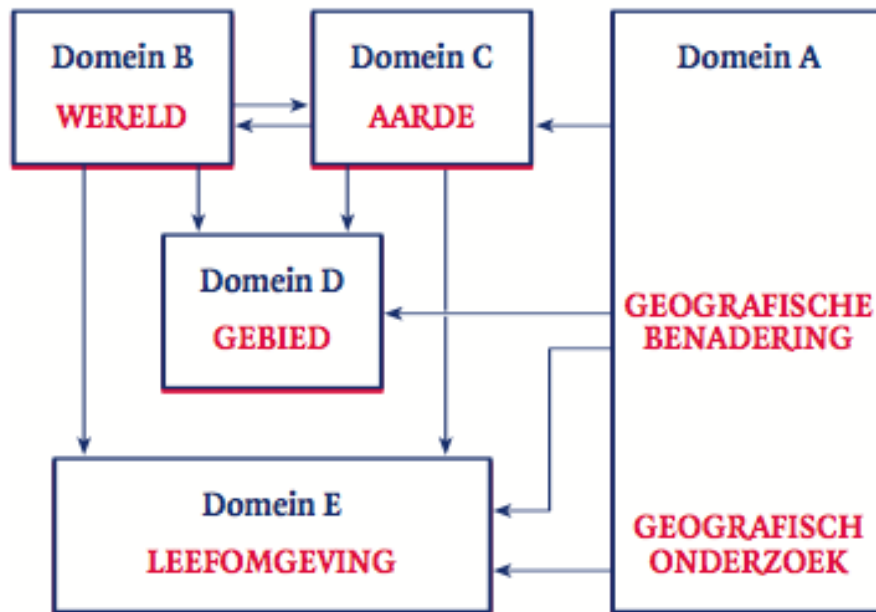 Domein B
WERELD
Domein C
AARDE
Domein A
GEOGRAFISCHE
BENADERING
GEOGRAFISCH
ONDERZOEK
Domein D
GEBIED
Domein E
LEEFOMGEVING